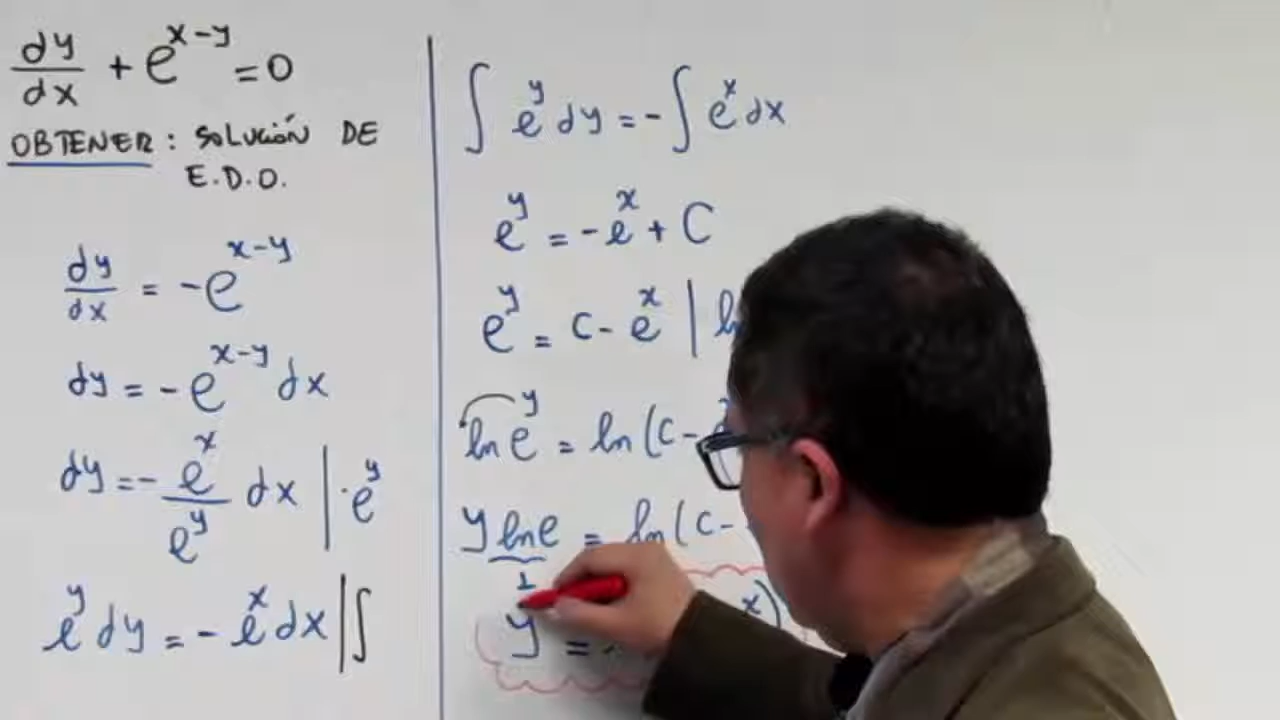 dy/dx + e^{x-y} = 0
OBTENER: SOLUCIÓN DE
E.D.O.
dy/dx = -e^{x-y}
dy = -e^{x-y} dx
dy = - e^x/e^y dx | ·e^y
e^y dy = - e^x dx | ∫
∫ e^y dy = - ∫ e^x dx
e^y = -e^x + C
e^y = C - e^x | ln
ln e^y = ln(C -
y ln e = ln(C -
1
y = x)